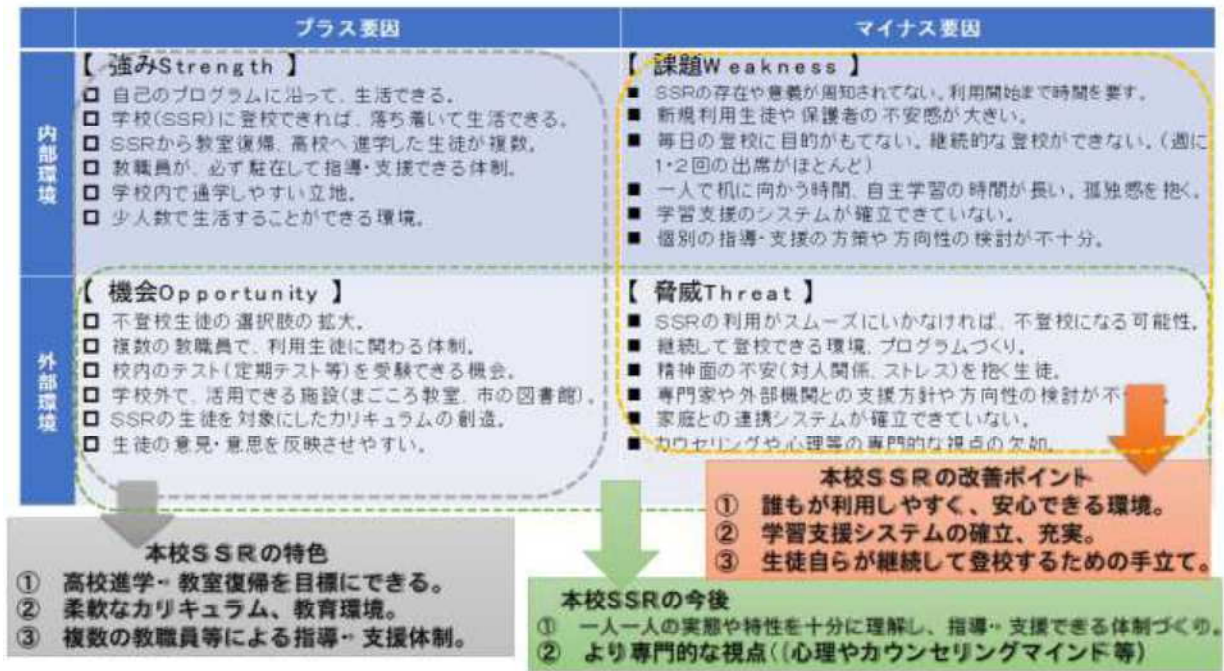 プラス要因
マイナス要因
内部環境
【 強みStrength 】
□ 自己のプログラムに沿って、生活できる。
□ 学校(SSR)に登校できれば、落ち着いて生活できる。
□ SSRから教室復帰、高校へ進学した生徒が複数。
□ 教職員が、必ず駐在して指導・支援できる体制。
□ 学校内で通学しやすい立地。
□ 少人数で生活することができる環境。
【 課題Weakness 】
■ SSRの存在や意義が周知されてない。利用開始まで時間を要す。
■ 新規利用生徒や保護者の不安感が大きい。
■ 毎日の登校に目的がもてない。継続的な登校ができない。(週に
1・2回の出席がほとんど)
■ 一人で机に向かう時間、自主学習の時間が長い。孤独感を抱く。
■ 学習支援のシステムが確立できていない。
■ 個別の指導・支援の方策や方向性の検討が不十分。
外部環境
【 機会Opportunity 】
□ 不登校生徒の選択肢の拡大。
□ 複数の教職員で、利用生徒に関わる体制。
□ 校内のテスト(定期テスト等)を受験できる機会。
□ 学校外で、活用できる施設(まごころ教室、市の図書館)。
□ SSRの生徒を対象にしたカリキュラムの創造。
□ 生徒の意見・意思を反映させやすい。
【 脅威Threat 】
■ SSRの利用がスムーズにいかなければ、不登校になる可能性。
■ 継続して登校できる環境、プログラムづくり。
■ 精神面の不安(対人関係、ストレス)を抱く生徒。
■ 専門家や外部機関との支援方針や方向性の検討が不
■ 家庭との連携システムが確立できていない。
■ カウセリングや心理等の専門的な視点の欠如。
本校SSRの特色
① 高校進学・教室復帰を目標にできる。
② 柔軟なカリキュラム、教育環境。
③ 複数の教職員等による指導・支援体制。
本校SSRの改善ポイント
① 誰もが利用しやすく、安心できる環境。
② 学習支援システムの確立、充実。
③ 生徒自らが継続して登校するための手立て。
本校SSRの今後
① 一人一人の実態や特性を十分に理解し、指導・支援できる体制づくり。
② より専門的な視点((心理やカウンセリングマインド等)